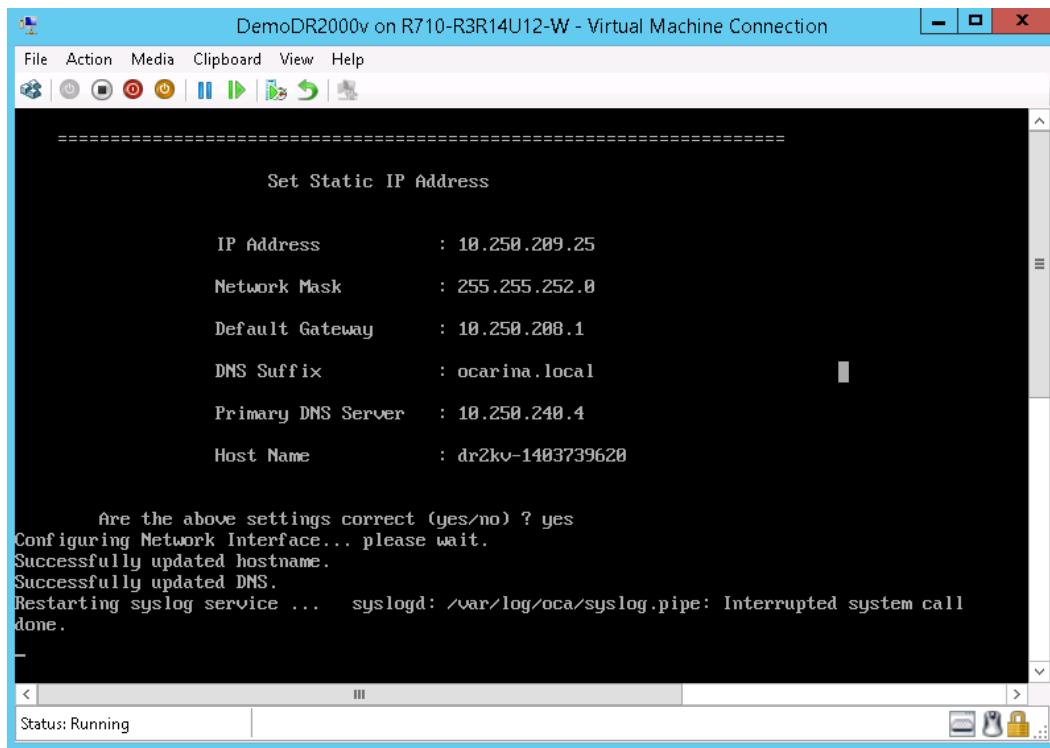 DemoDR2000v on R710-R3R14U12-W - Virtual Machine Connection
File Action Media Clipboard View Help
======================================================================
Set Static IP Address
IP Address : 10.250.209.25
Network Mask : 255.255.252.0
Default Gateway : 10.250.208.1
DNS Suffix : ocarina.local
Primary DNS Server : 10.250.240.4
Host Name : dr2kv-1403739620
Are the above settings correct (yes/no) ? yes
Configuring Network Interface... please wait.
Successfully updated hostname.
Successfully updated DNS.
Restarting syslog service ... syslogd: /var/log/oca/syslog.pipe: Interrupted system call
done.
Status: Running